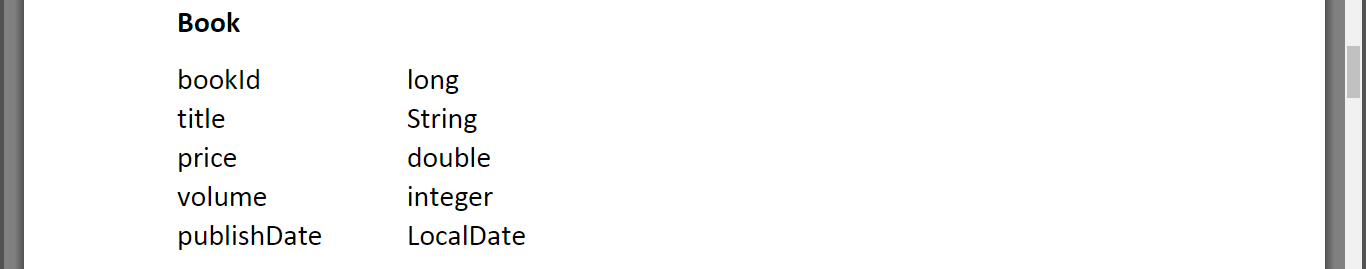 Book
bookId long
title String
price double
volume integer
publishDate LocalDate